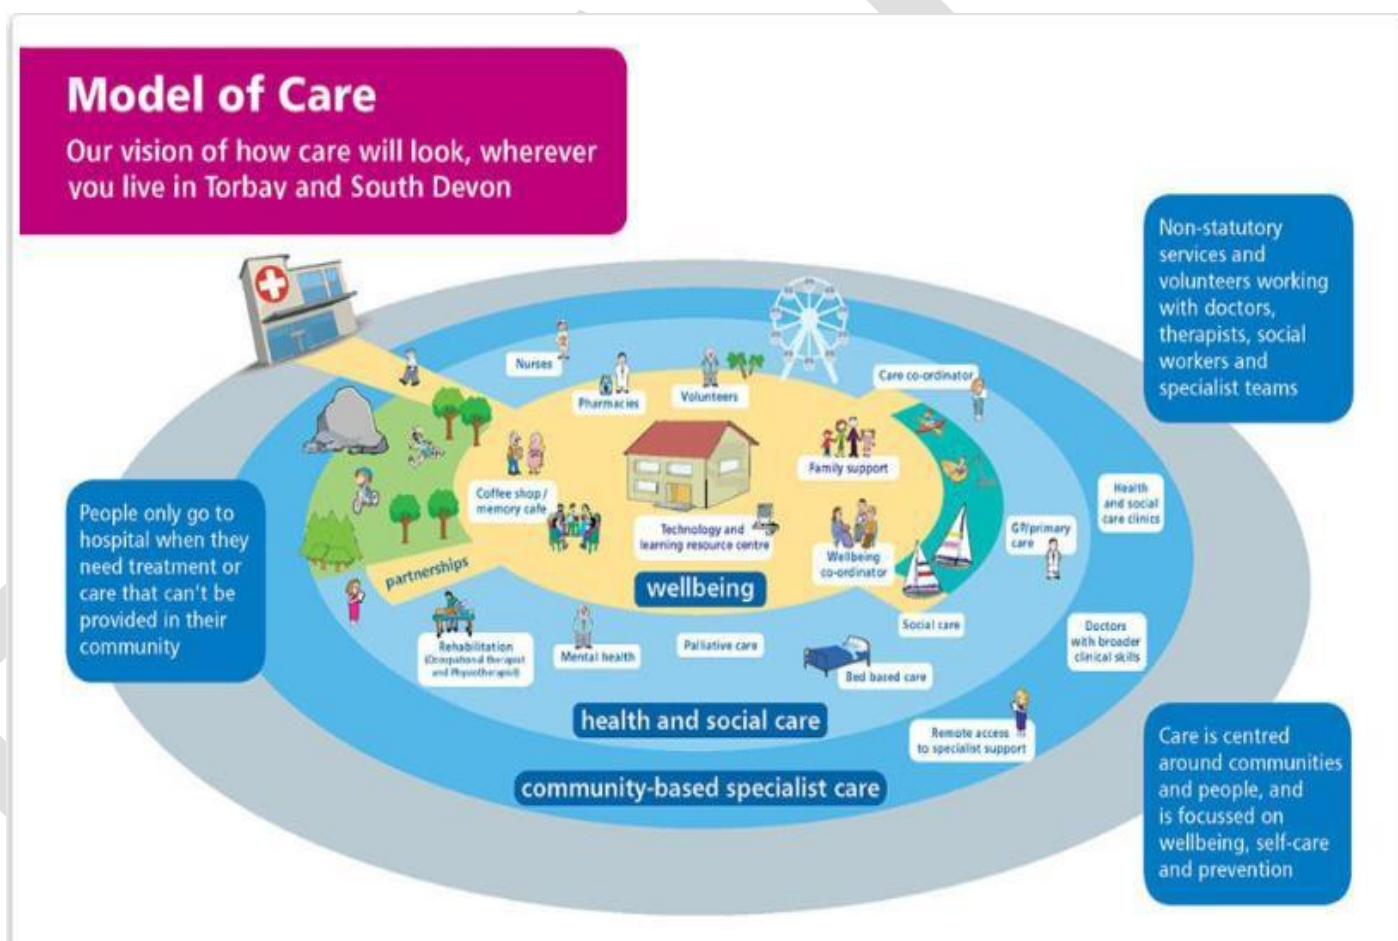 Model of Care
Our vision of how care will look, wherever
you live in Torbay and South Devon
Non-statutory
services and
volunteers working
with doctors,
therapists, social
workers and
specialist teams
Nurses
Pharmacies
Volunteers
Care co-ordinator
Coffee shop /
memory cafe
Family support
Technology and
learning resource centre
Wellbeing
co-ordinator
GP/primary
care
Health
and social
care clinics
People only go to
hospital when they
need treatment or
care that can't be
provided in their
community
partnerships
wellbeing
Rehabilitation
(Occupational therapist
and Physiotherapist)
Mental health
Palliative care
Bed based care
Social care
Doctors
with broader
clinical skills
health and social care
Remote access
to specialist support
community-based specialist care
Care is centred
around communities
and people, and
is focussed on
wellbeing, self-care
and prevention